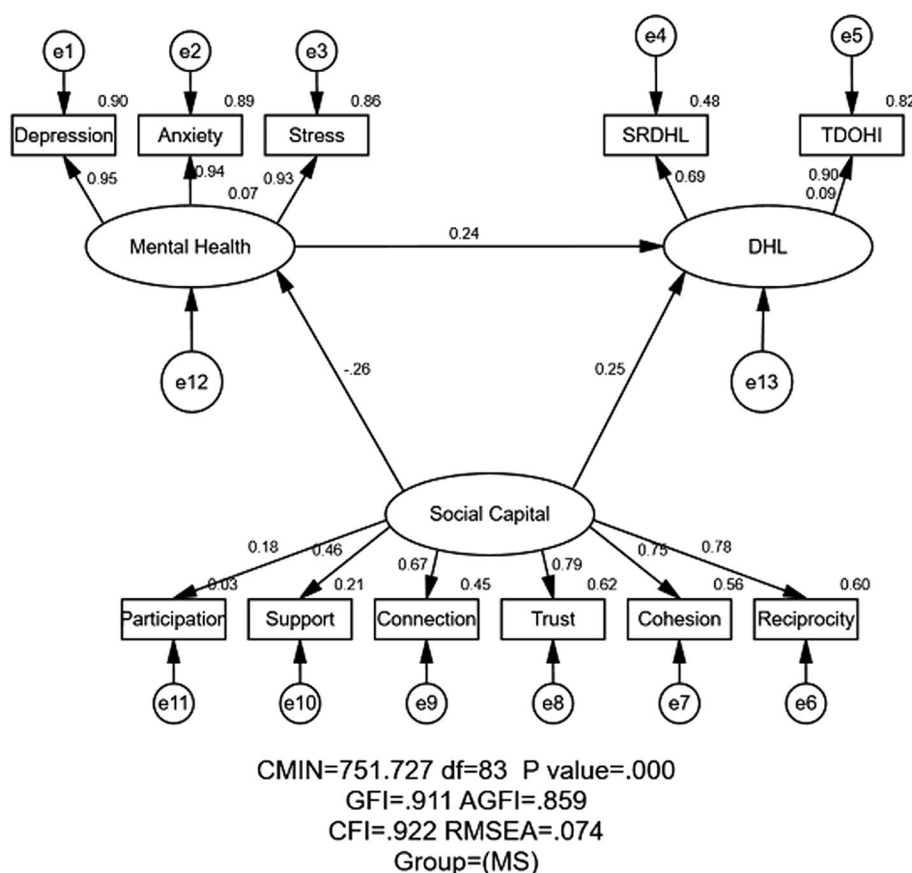 e1 e2 e3 e4 e5
0.90 0.89 0.86 0.48 0.82
Depression Anxiety Stress SRDHL TDOHI
0.95 0.94 0.93 0.69 0.90
0.07 0.09
Mental Health 0.24 DHL
e12 -.26 0.25 e13
Social Capital
0.18 0.46 0.67 0.79 0.75 0.78
0.03 0.21 0.45 0.62 0.56 0.60
Participation Support Connection Trust Cohesion Reciprocity
e11 e10 e9 e8 e7 e6
CMIN=751.727 df=83 P value=.000
GFI=.911 AGFI=.859
CFI=.922 RMSEA=.074
Group=(MS)